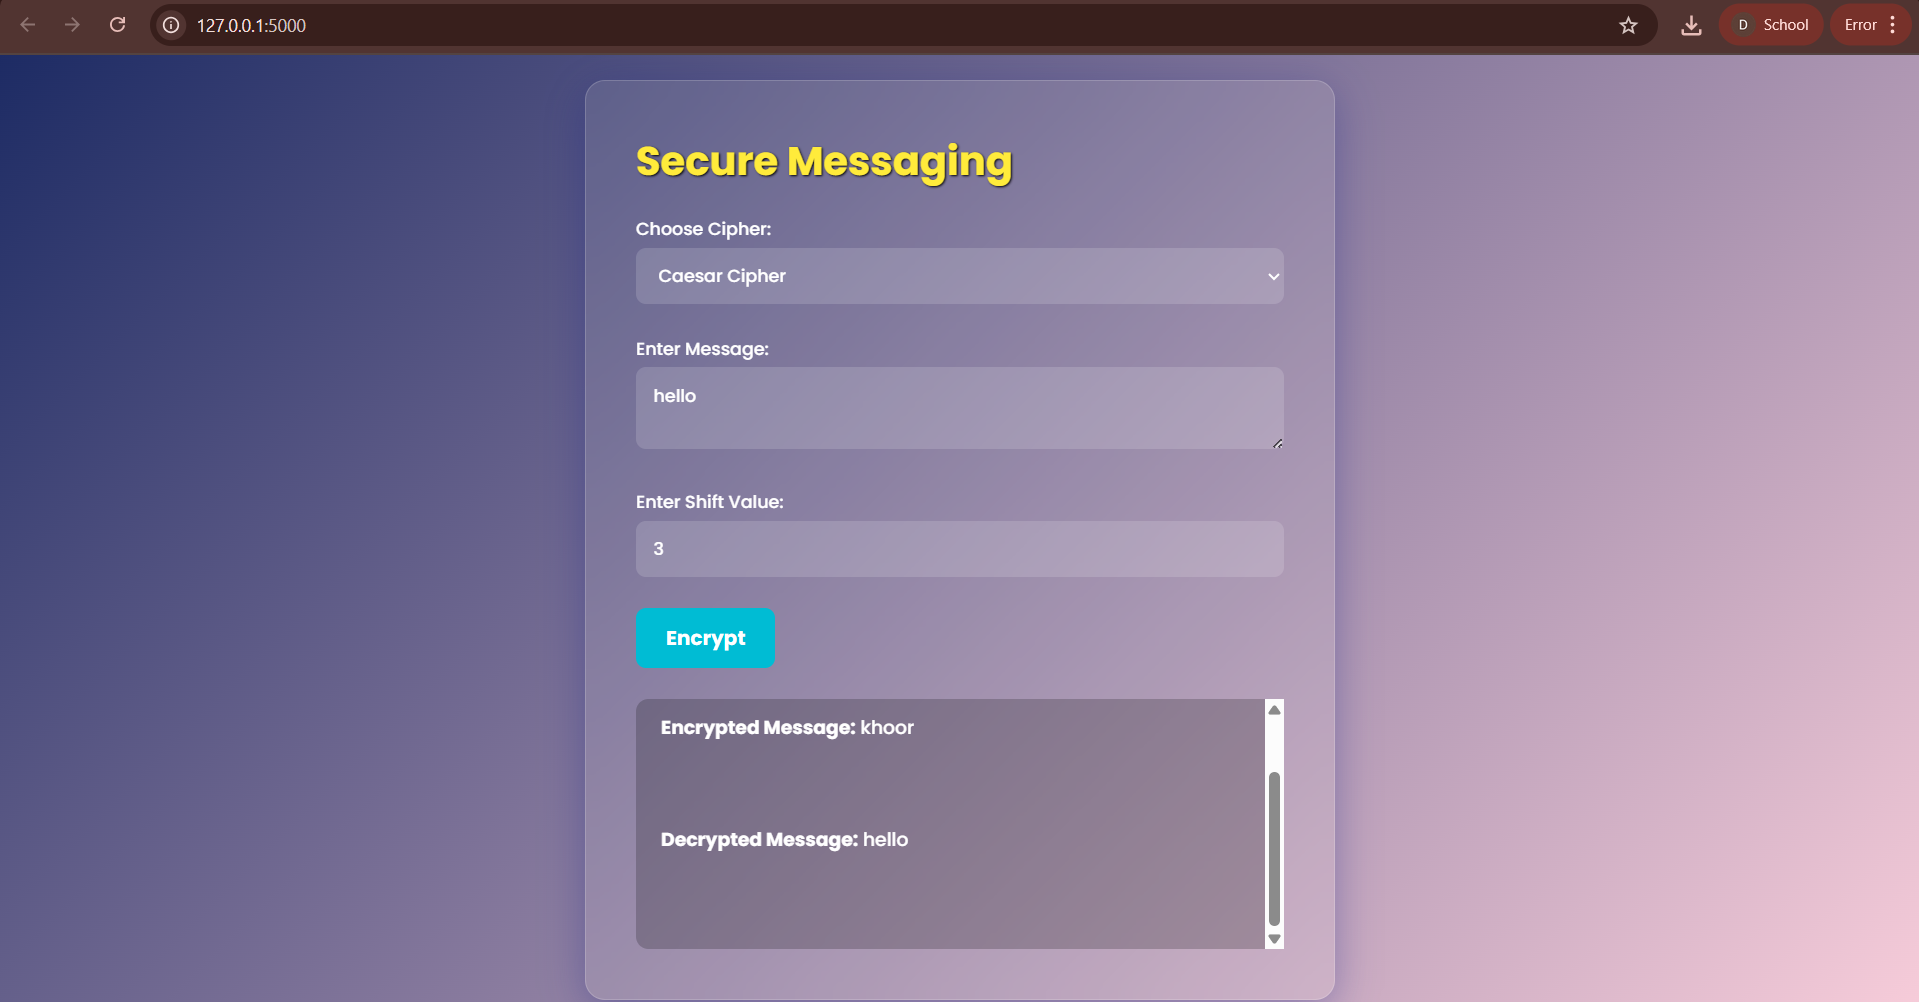 127.0.0.1:5000
D School
Error
Secure Messaging
Choose Cipher:
Caesar Cipher
Enter Message:
hello
Enter Shift Value:
3
Encrypt
Encrypted Message: khoor
Decrypted Message: hello